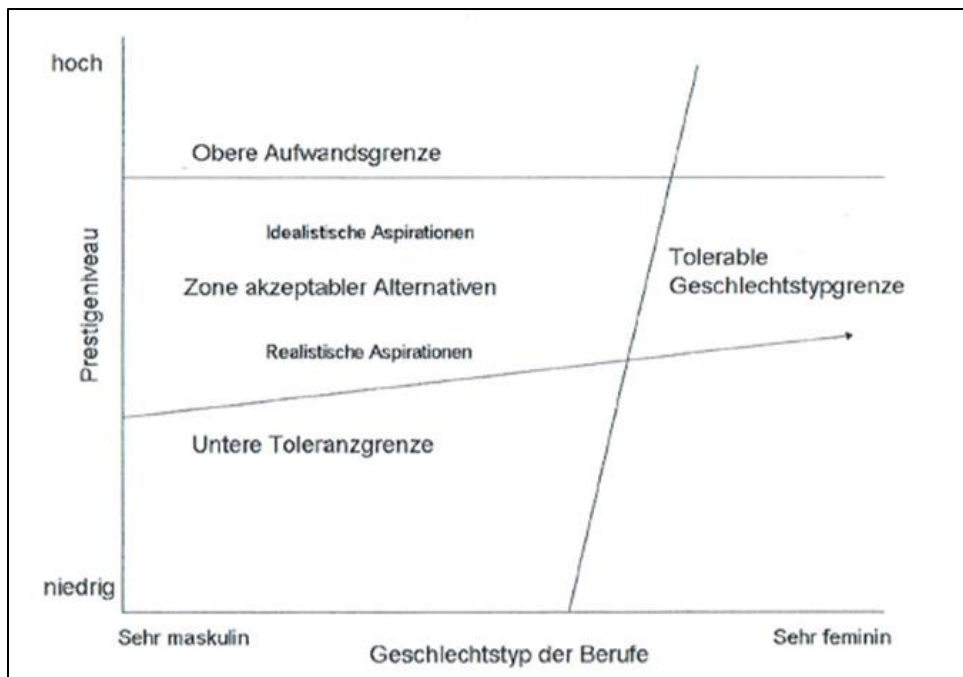 hoch
Obere Aufwandsgrenze
Idealistische Aspirationen
Tolerable
Geschlechtstypgrenze
Zone akzeptabler Alternativen
Prestigeniveau
Realistische Aspirationen
Untere Toleranzgrenze
niedrig
Sehr maskulin
Sehr feminin
Geschlechtstyp der Berufe